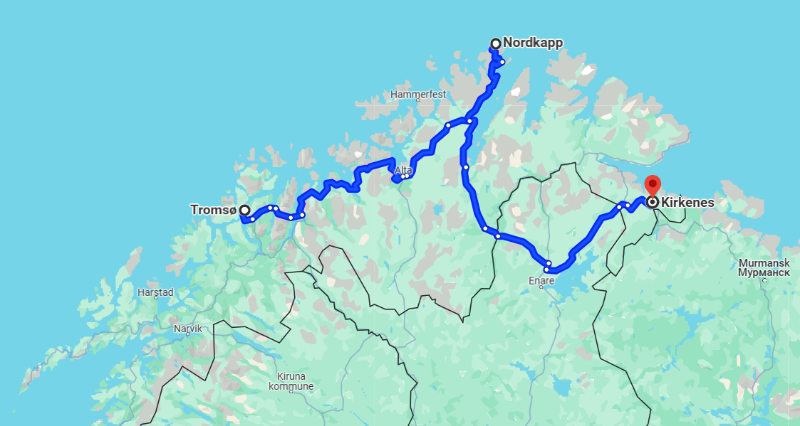 Nordkapp
Hammerfest
Alta
Tromsø
Kirkenes
Murmansk
Мурманск
Enare
Harstad
Narvik
Kiruna
kommune